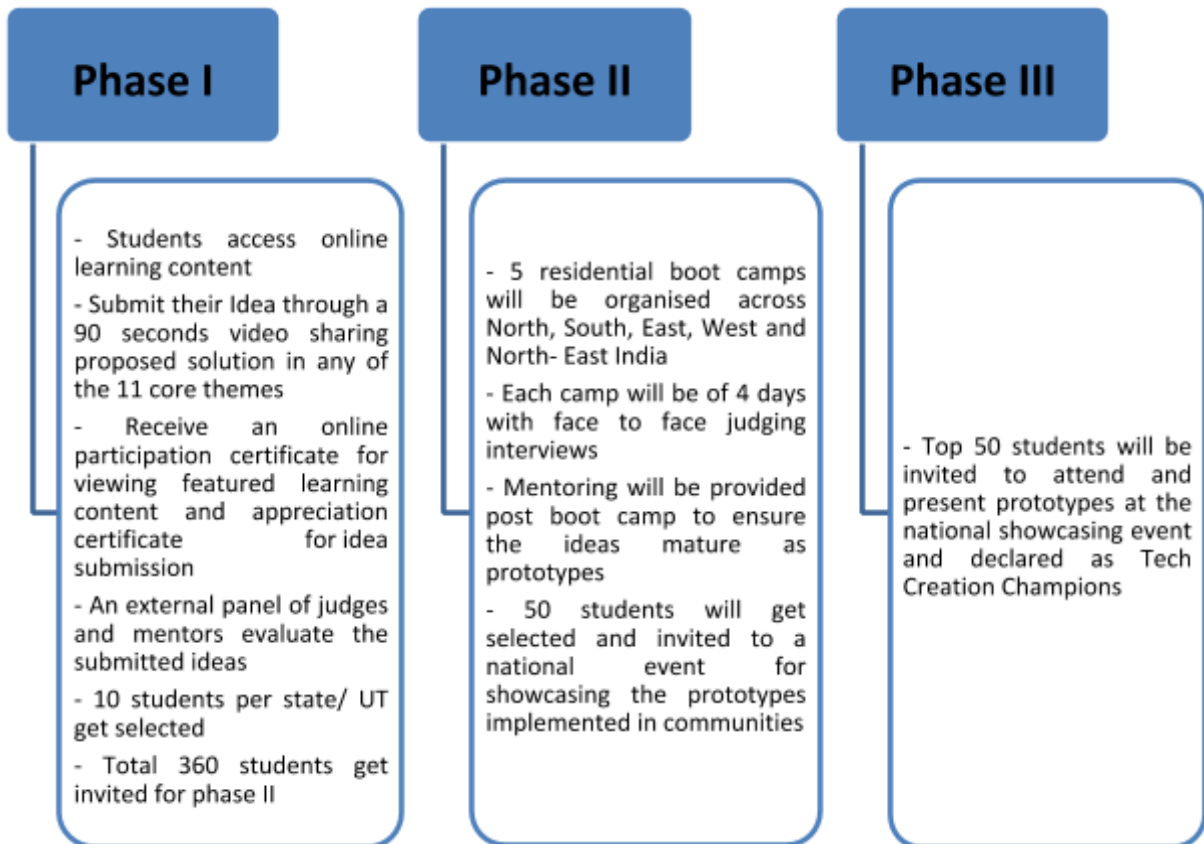 Phase I
- Students access online
learning content
- Submit their Idea through a
90 seconds video sharing
proposed solution in any of
the 11 core themes
- Receive an online
participation certificate for
viewing featured learning
content and appreciation
certificate for idea
submission
- An external panel of judges
and mentors evaluate the
submitted ideas
- 10 students per state/ UT
get selected
- Total 360 students get
invited for phase II
Phase II
- 5 residential boot camps
will be organised across
North, South, East, West and
North- East India
- Each camp will be of 4 days
with face to face judging
interviews
- Mentoring will be provided
post boot camp to ensure
the ideas mature as
prototypes
- 50 students will get
selected and invited to a
national event for
showcasing the prototypes
implemented in communities
Phase III
- Top 50 students will be
invited to attend and
present prototypes at the
national showcasing event
and declared as Tech
Creation Champions